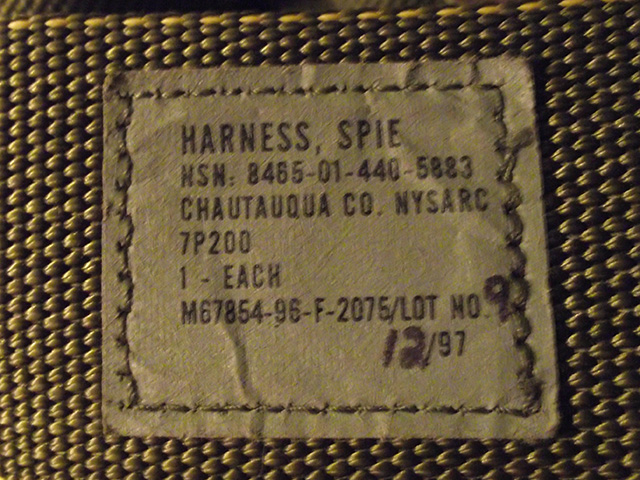 HARNESS, SPIE
NSN: 8465-01-440-5883
CHAUTAUQUA CO. NYSARC
7P200
1 - EACH
M67854-96-F-2075/LOT NO. 9
12/97